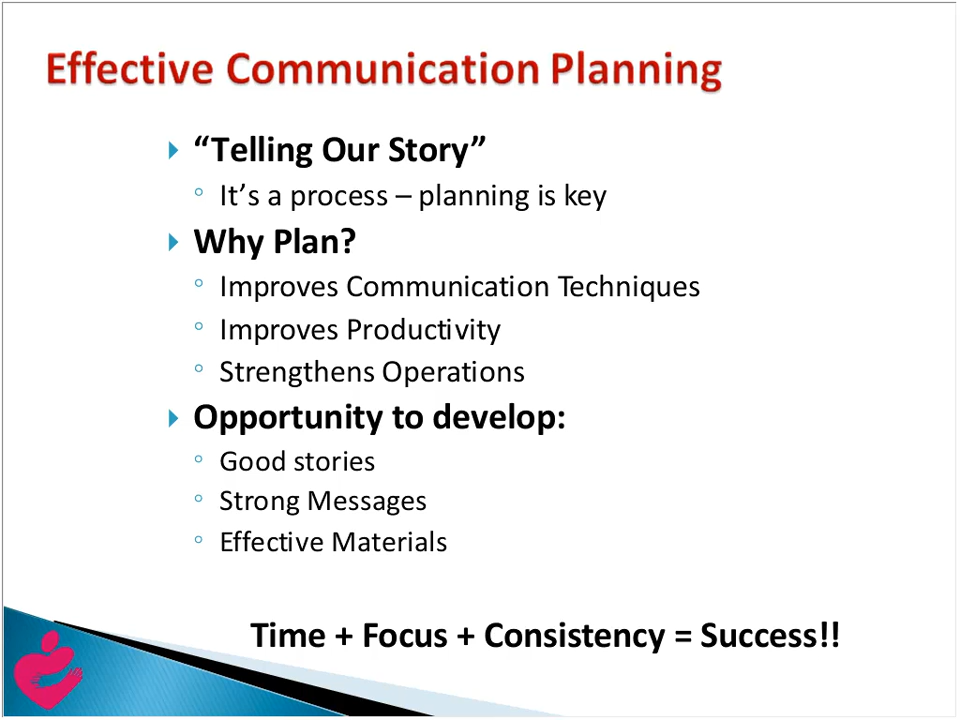 Effective Communication Planning
“Telling Our Story”
It’s a process – planning is key
Why Plan?
Improves Communication Techniques
Improves Productivity
Strengthens Operations
Opportunity to develop:
Good stories
Strong Messages
Effective Materials
Time + Focus + Consistency = Success!!